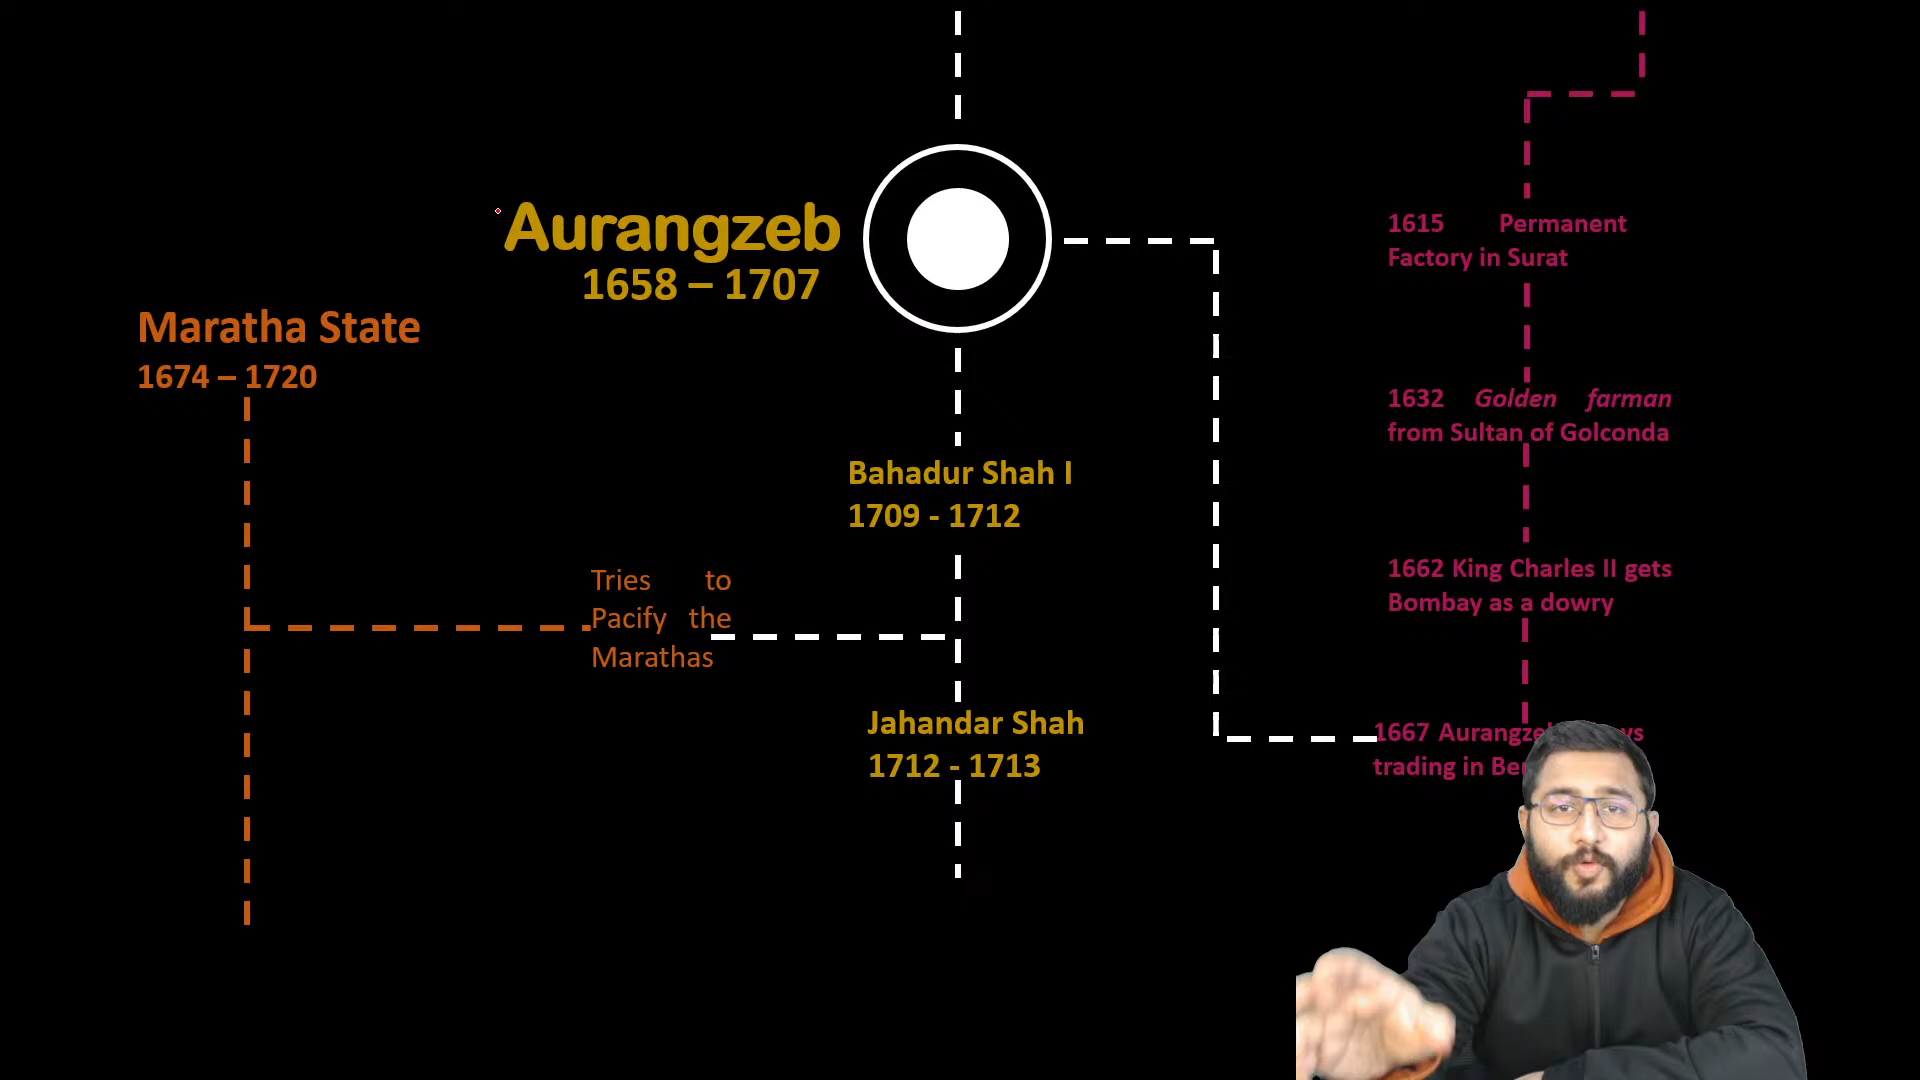 Aurangzeb
1658 – 1707
Maratha State
1674 – 1720
Bahadur Shah I
1709 - 1712
Tries to
Pacify the
Marathas
Jahandar Shah
1712 - 1713
1615 Permanent
Factory in Surat
1632 Golden farman
from Sultan of Golconda
1662 King Charles II gets
Bombay as a dowry
1667
trading in